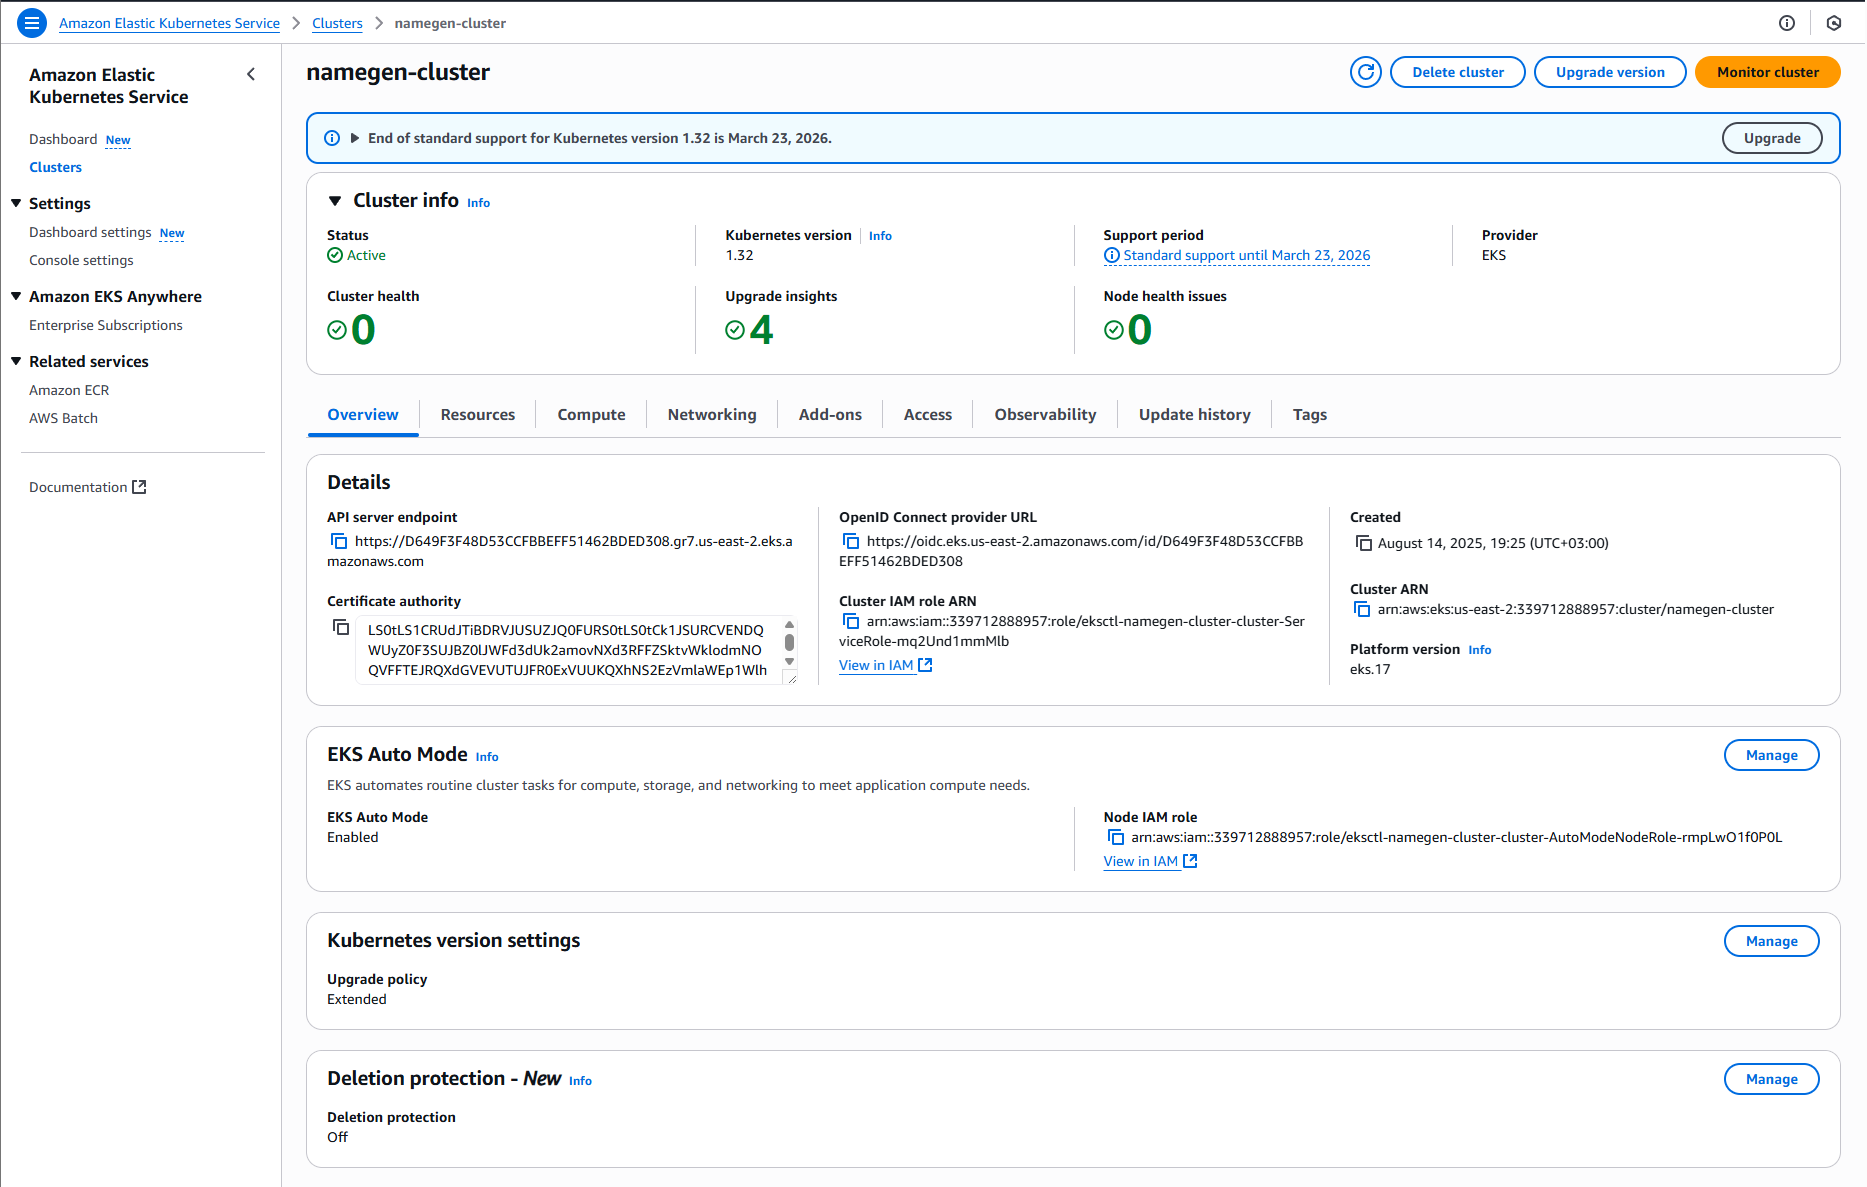 Amazon Elastic Kubernetes Service
Clusters
namegen-cluster
Amazon Elastic
Kubernetes Service
Dashboard New
Clusters
Settings
Dashboard settings New
Console settings
Amazon EKS Anywhere
Enterprise Subscriptions
Related services
Amazon ECR
AWS Batch
Documentation
namegen-cluster
Delete cluster
Upgrade version
Monitor cluster
End of standard support for Kubernetes version 1.32 is March 23, 2026.
Upgrade
Cluster info Info
Status
Active
Kubernetes version Info
1.32
Support period
Standard support until March 23, 2026
Provider
EKS
Cluster health
0
Upgrade insights
4
Node health issues
0
Overview
Resources
Compute
Networking
Add-ons
Access
Observability
Update history
Tags
Details
API server endpoint
https://D649F3F48D53CCFBBEFF51462BDED308.gr7.us-east-2.eks.a
mazonaws.com
Certificate authority
LS0tLS1CRUdJTiBDRVJUSUZJQ0FURS0tLS0tCk1JSURCVENDQ
WUyZ0F3SUJBZ0lJWFd3dUk2amovNXd3RFFZSktvWklodmNO
QVFFTEJRQXdGVEVUTUJFR0ExVUUKQXhNS2EzVmlaWEp1Wlh
OpenID Connect provider URL
https://oidc.eks.us-east-2.amazonaws.com/id/D649F3F48D53CCFBB
EFF51462BDED308
Cluster IAM role ARN
arn:aws:iam::339712888957:role/eksctl-namegen-cluster-cluster-Ser
viceRole-mq2Und1mmMlb
View in IAM
Created
August 14, 2025, 19:25 (UTC+03:00)
Cluster ARN
arn:aws:eks:us-east-2:339712888957:cluster/namegen-cluster
Platform version Info
eks.17
EKS Auto Mode Info
Manage
EKS automates routine cluster tasks for compute, storage, and networking to meet application compute needs.
EKS Auto Mode
Enabled
Node IAM role
arn:aws:iam::339712888957:role/eksctl-namegen-cluster-cluster-AutoModeNodeRole-rmpLwO1f0P0L
View in IAM
Kubernetes version settings
Manage
Upgrade policy
Extended
Deletion protection - New Info
Manage
Deletion protection
Off